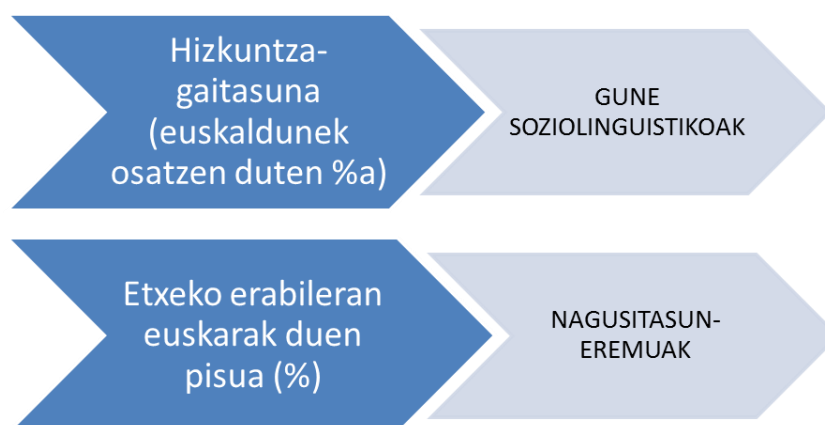 Hizkuntza-
gaitasuna
(euskaldunek
osatzen duten %a)
GUNE
SOZIOLINGUISTIKOAK
Etxeko erabileran
euskarak duen
pisua (%)
NAGUSITASUN-
EREMUAK